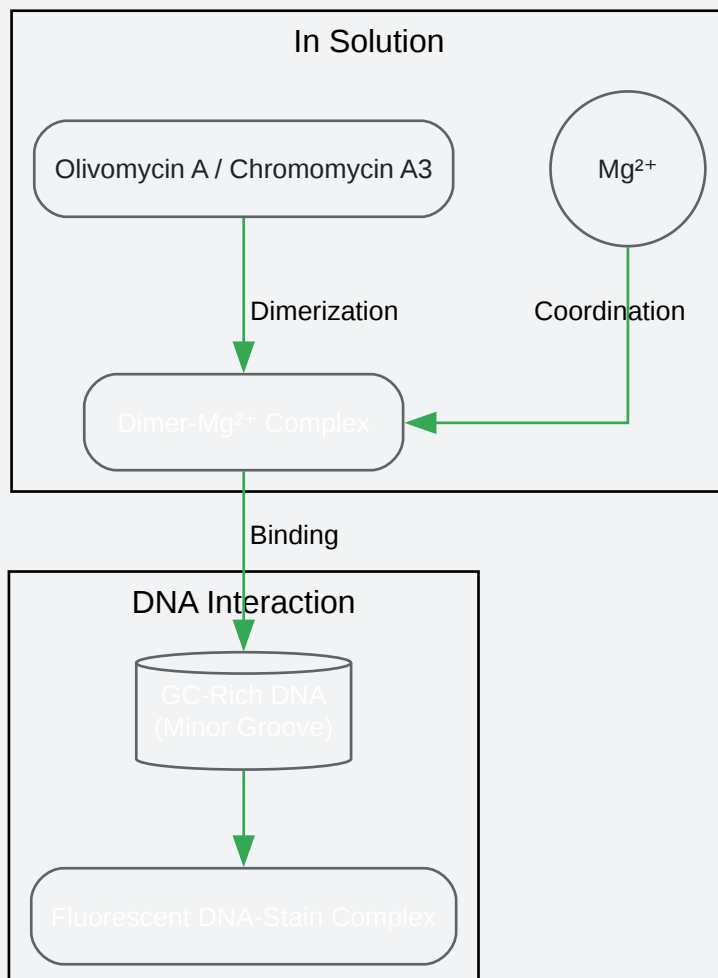 In Solution
Olivomycin A / Chromomycin A3
Mg²⁺
Dimerization
Coordination
Dimer-Mg²⁺ Complex
Binding
DNA Interaction
GC-Rich DNA
(Minor Groove)
Fluorescent DNA-Stain Complex